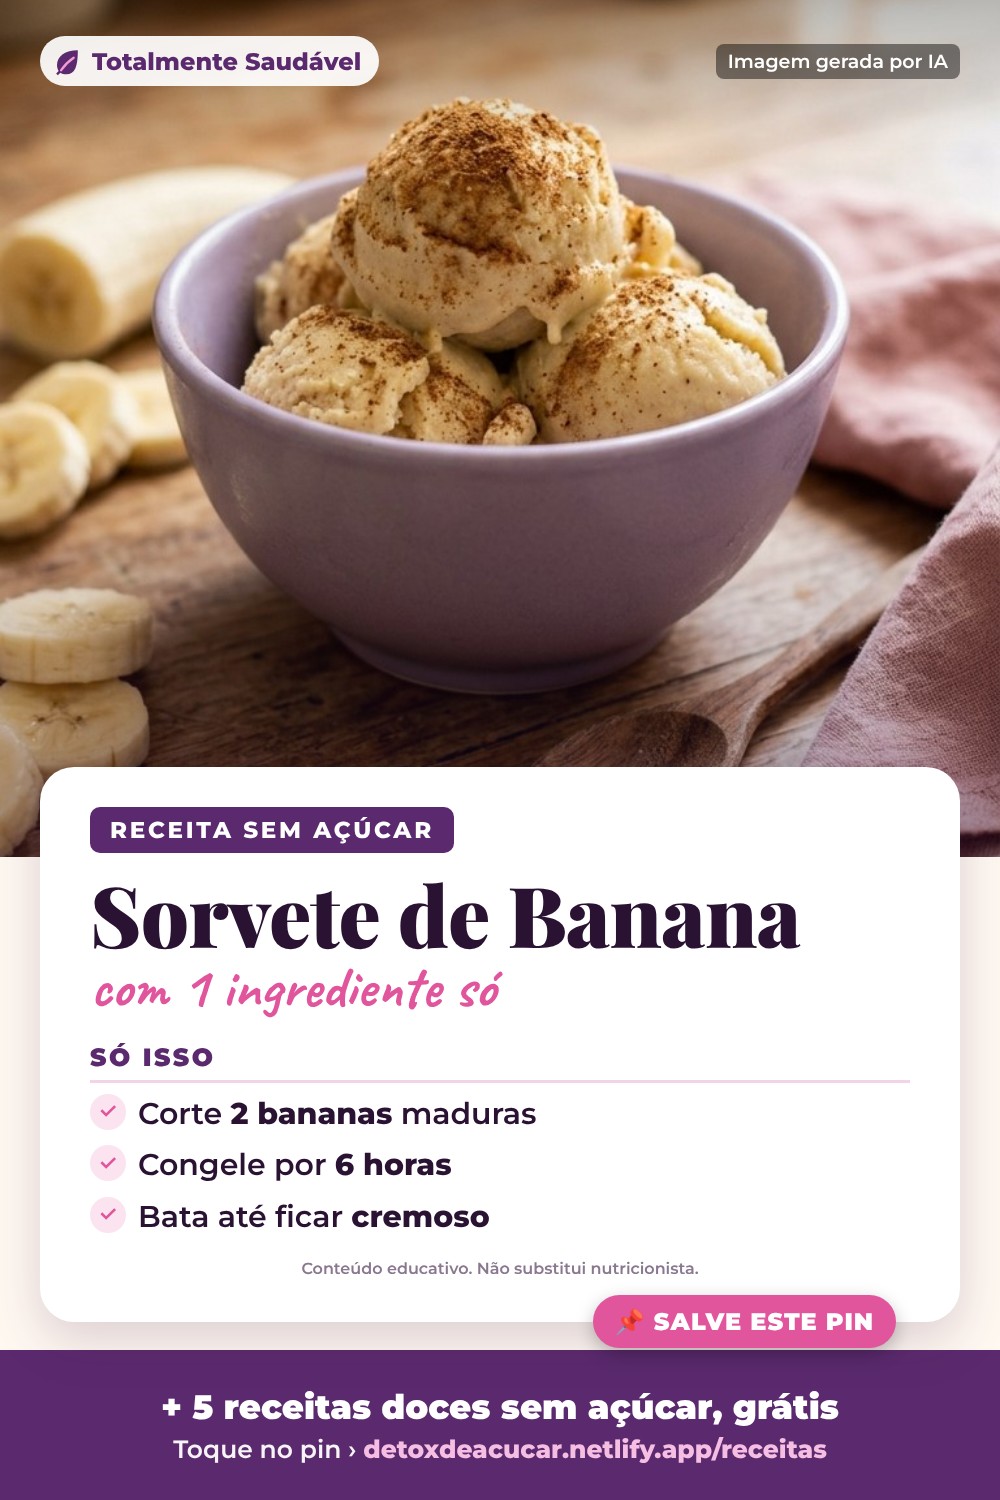 Totalmente Saudável
Imagem gerada por IA
RECEITA SEM AÇÚCAR
Sorvete de Banana
com 1 ingrediente só
SÓ ISSO
Corte 2 bananas maduras
Congele por 6 horas
Bata até ficar cremoso
Conteúdo educativo. Não substitui nutricionista.
📌 SALVE ESTE PIN
+ 5 receitas doces sem açúcar, grátis
Toque no pin › detoxdeacucar.netlify.app/receitas